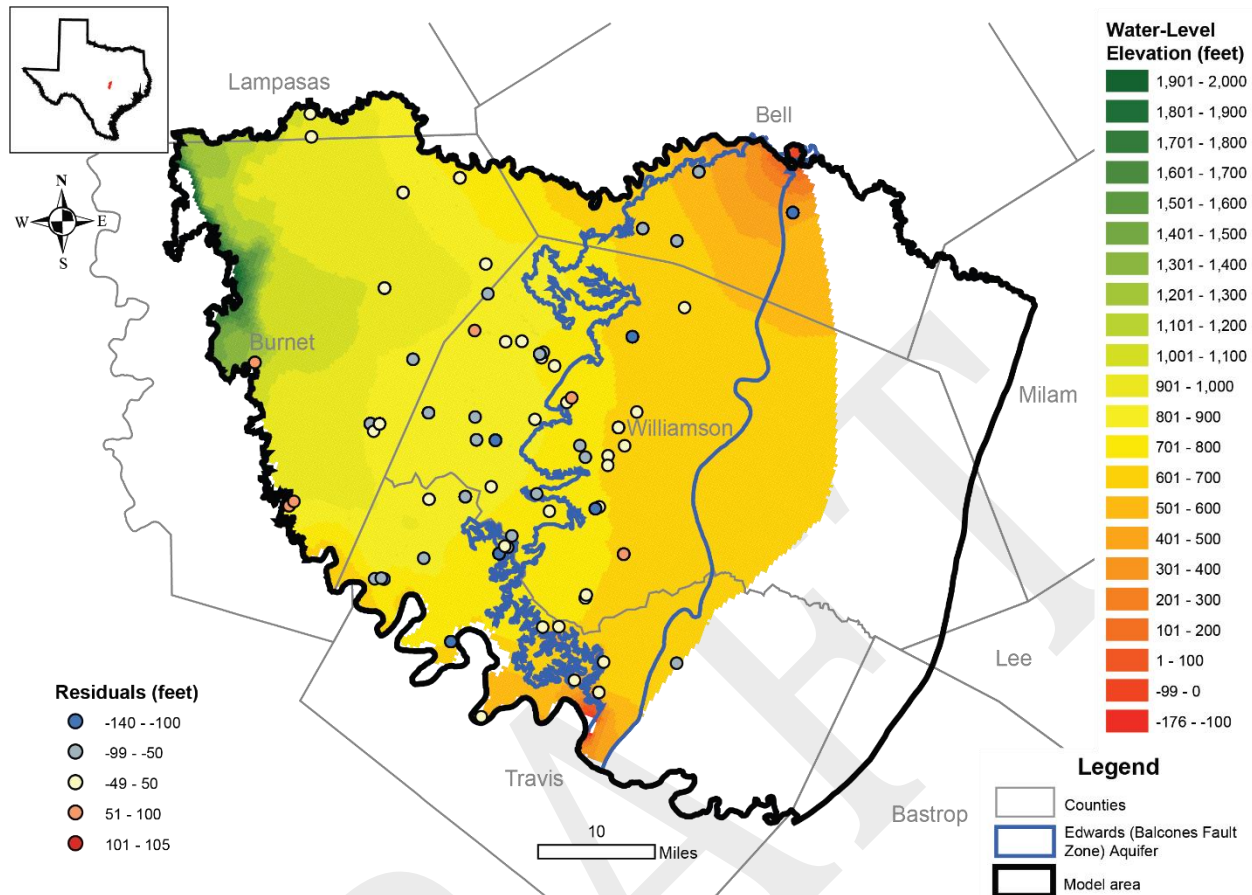 Lampasas
Bell
Burnet
Williamson
Milam
Lee
Travis
Bastrop
N
W
E
S
Water-Level
Elevation (feet)
1,901 - 2,000
1,801 - 1,900
1,701 - 1,800
1,601 - 1,700
1,501 - 1,600
1,401 - 1,500
1,301 - 1,400
1,201 - 1,300
1,101 - 1,200
1,001 - 1,100
901 - 1,000
801 - 900
701 - 800
601 - 700
501 - 600
401 - 500
301 - 400
201 - 300
101 - 200
1 - 100
-99 - 0
-176 - -100
Residuals (feet)
-140 - -100
-99 - -50
-49 - 50
51 - 100
101 - 105
10
Miles
Legend
Counties
Edwards (Balcones Fault
Zone) Aquifer
Model area
DRAFT